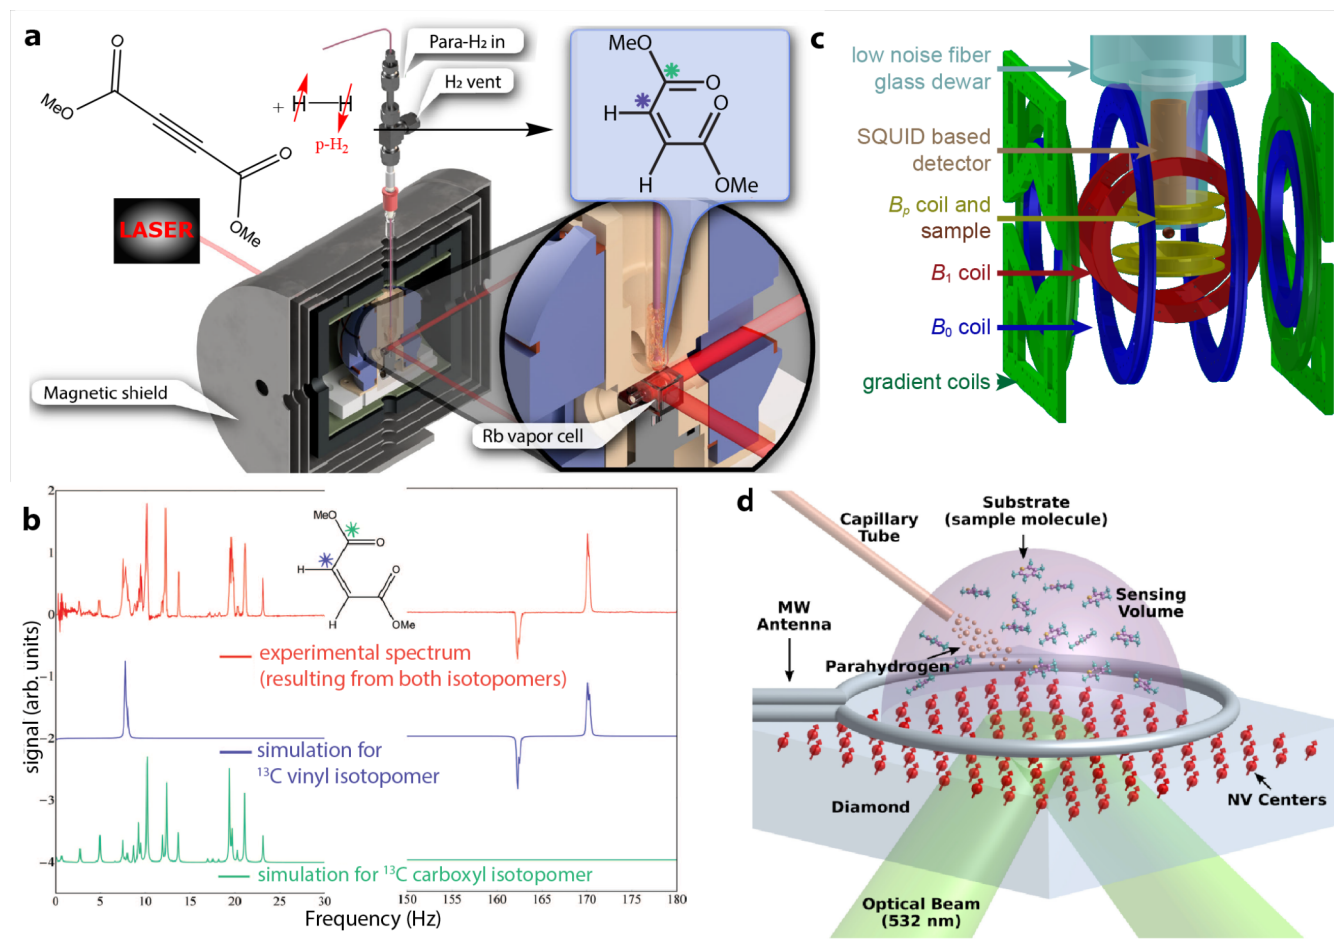 a
O
MeO
O
OMe
+ H H
p-H₂
Para-H₂ in
H₂ vent
MeO
O
O
H
H
OMe
LASER
Magnetic shield
Rb vapor cell
c
low noise fiber
glass dewar
SQUID based
detector
Bp coil and
sample
B₁ coil
B₀ coil
gradient coils
b
2
1
0
−1
−2
−3
−4
signal (arb. units)
MeO
O
H
O
H
OMe
experimental spectrum
(resulting from both isotopomers)
simulation for
¹³C vinyl isotopomer
simulation for ¹³C carboxyl isotopomer
0 5 10 15 20 25 30 150 155 160 165 170 175 180
Frequency (Hz)
d
Capillary
Tube
Substrate
(sample molecule)
MW
Antenna
Sensing
Volume
Parahydrogen
Diamond
NV Centers
Optical Beam
(532 nm)